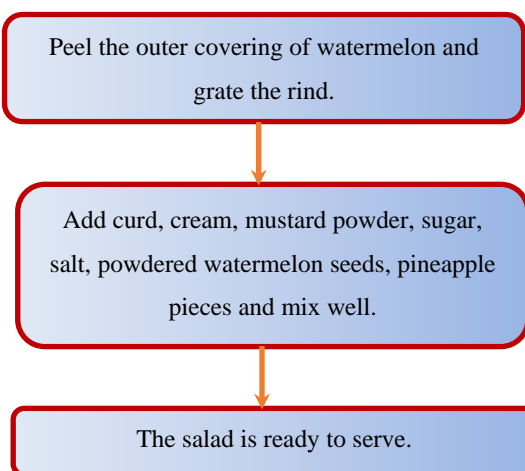 Peel the outer covering of watermelon and
grate the rind.
Add curd, cream, mustard powder, sugar,
salt, powdered watermelon seeds, pineapple
pieces and mix well.
The salad is ready to serve.